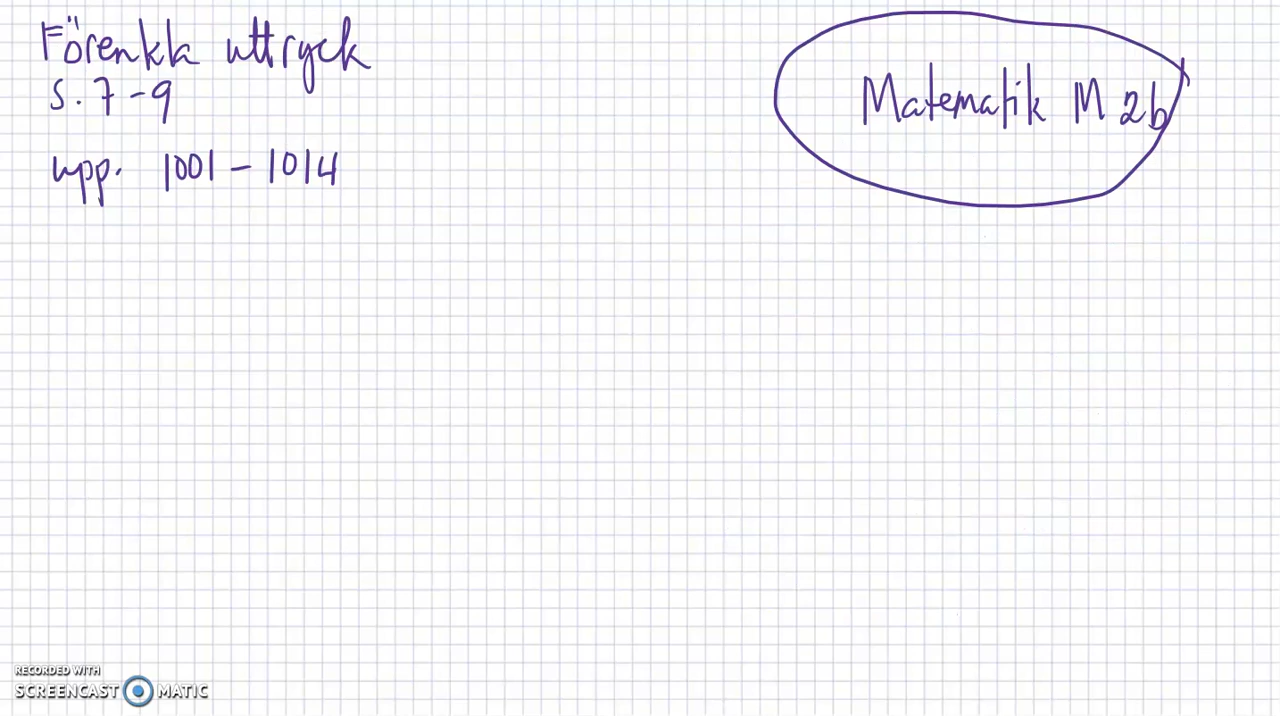 Förenkla uttryck
s. 7-9
upp. 1001 - 1014
Matematik M 2b
RECORDED WITH
SCREENCAST MATIC